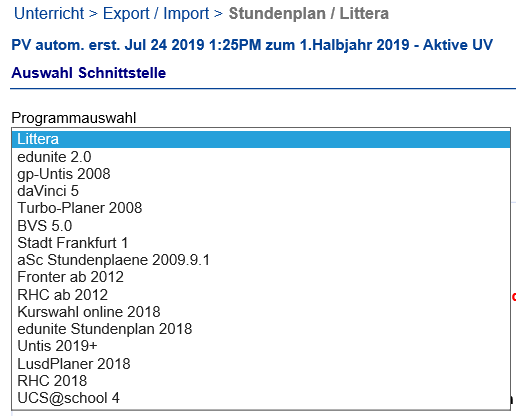 Unterricht > Export / Import > Stundenplan / Littera
PV autom. erst. Jul 24 2019 1:25PM zum 1.Halbjahr 2019 - Aktive UV
Auswahl Schnittstelle
Programmauswahl
Littera
edunite 2.0
gp-Untis 2008
daVinci 5
Turbo-Planer 2008
BVS 5.0
Stadt Frankfurt 1
aSc Stundenplaene 2009.9.1
Fronter ab 2012
RHC ab 2012
Kurswahl online 2018
edunite Stundenplan 2018
Untis 2019+
LusdPlaner 2018
RHC 2018
UCS@school 4